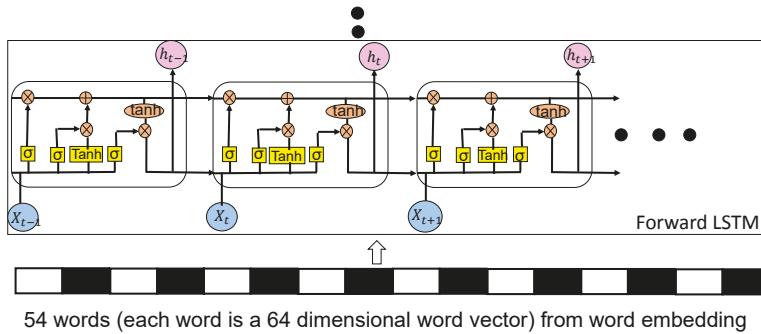 h_{t-1} h_t h_{t+1}
tanh tanh tanh
σ σ Tanh σ σ σ Tanh σ σ σ Tanh σ
X_{t-1} X_t X_{t+1}
Forward LSTM
54 words (each word is a 64 dimensional word vector) from word embedding